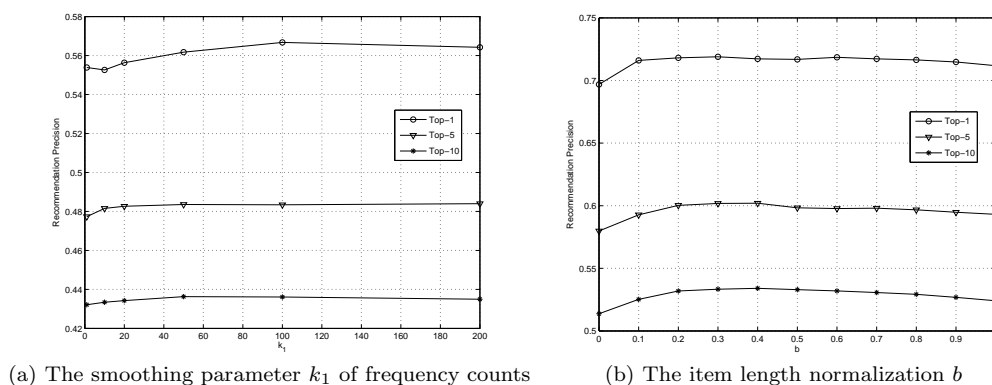 0.58
0.56
0.54
0.52
0.5
0.48
0.46
0.44
0.42
Recommendation Precision
0 20 40 60 80 100 120 140 160 180 200
k1
Top-1
Top-5
Top-10
0.75
0.7
0.65
0.6
0.55
0.5
Recommendation Precision
0 0.1 0.2 0.3 0.4 0.5 0.6 0.7 0.8 0.9
b
Top-1
Top-5
Top-10
(a) The smoothing parameter k1 of frequency counts
(b) The item length normalization b